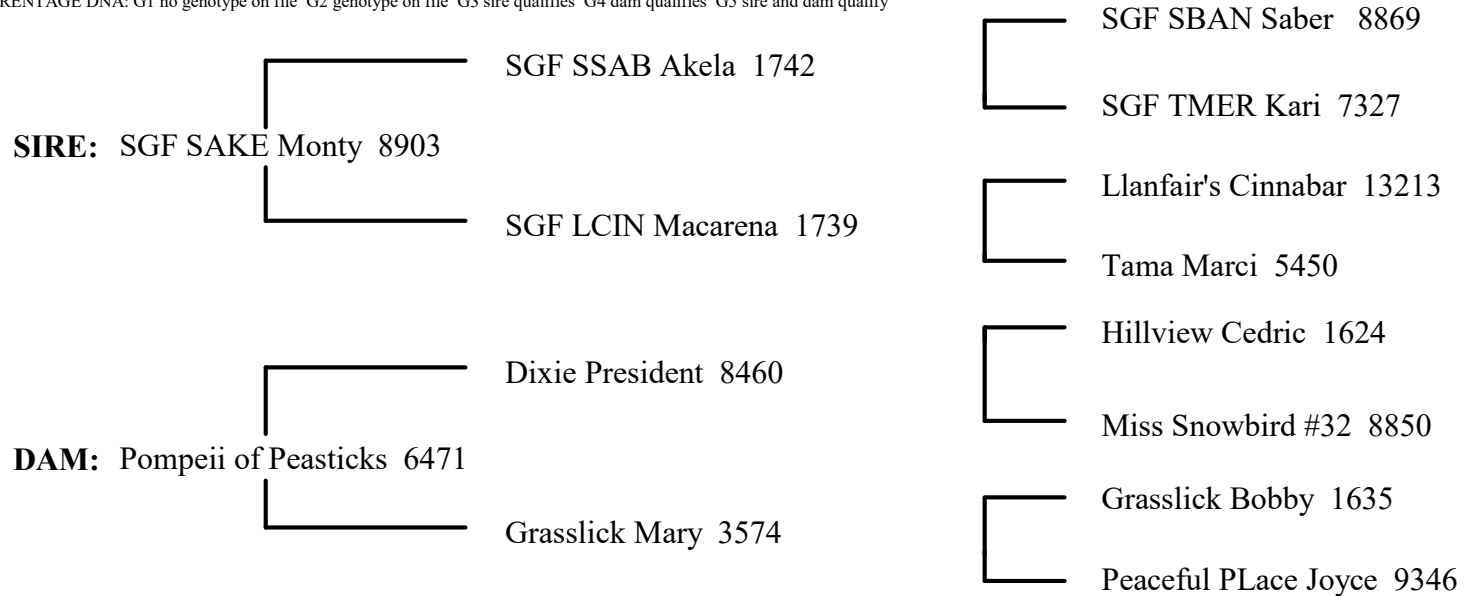 RENTAGE DNA: G1 no genotype on file G2 genotype on file G3 sire qualifies G4 dam qualifies G5 sire and dam qualify
SGF SBAN Saber 8869
SGF SSAB Akela 1742
SGF TMER Kari 7327
SIRE: SGF SAKE Monty 8903
Llanfair's Cinnabar 13213
SGF LCIN Macarena 1739
Tama Marci 5450
Hillview Cedric 1624
Dixie President 8460
Miss Snowbird #32 8850
DAM: Pompeii of Peasticks 6471
Grasslick Bobby 1635
Grasslick Mary 3574
Peaceful PLace Joyce 9346